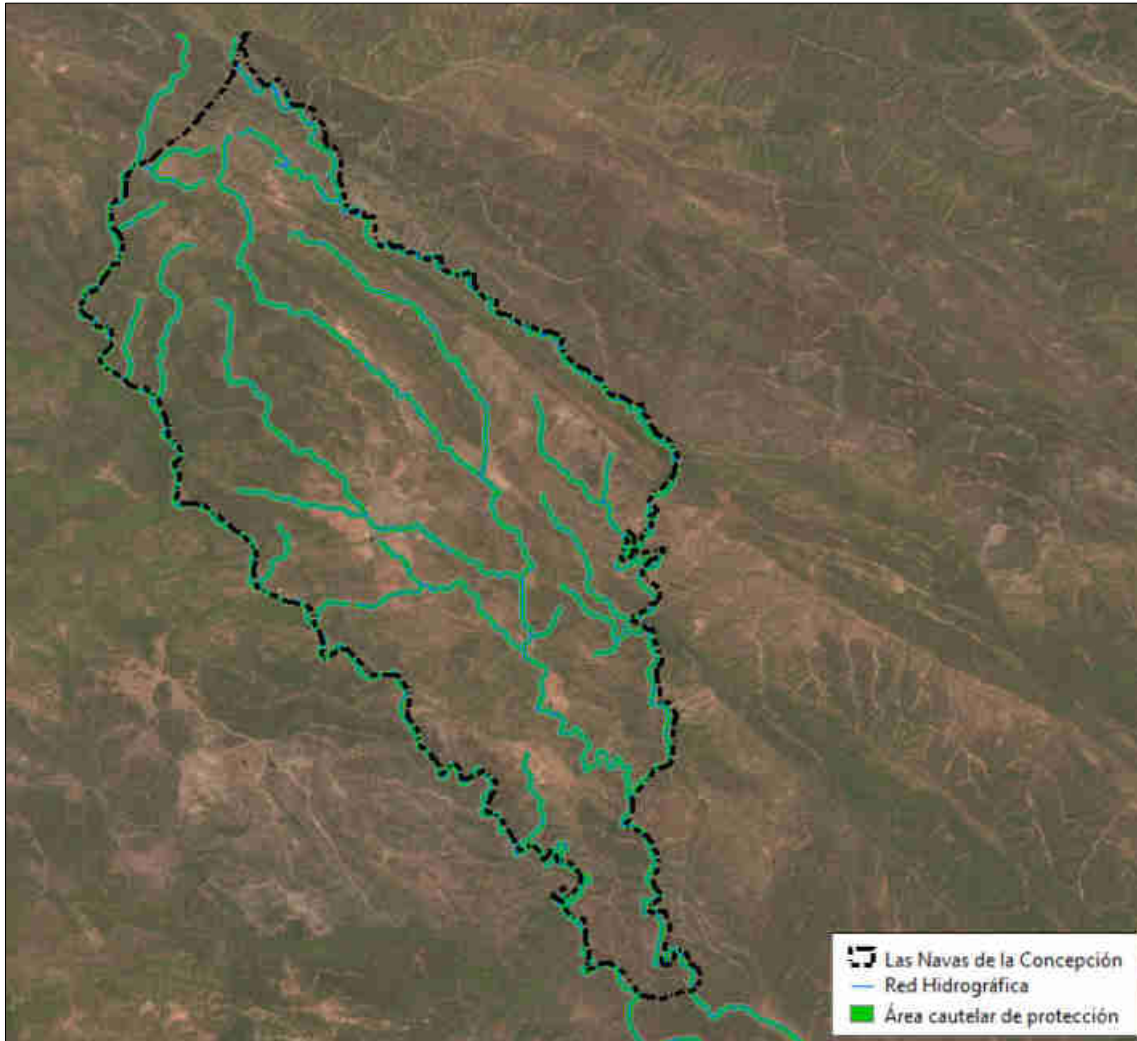 Las Navas de la Concepción
Red Hidrográfica
Área cautelar de protección